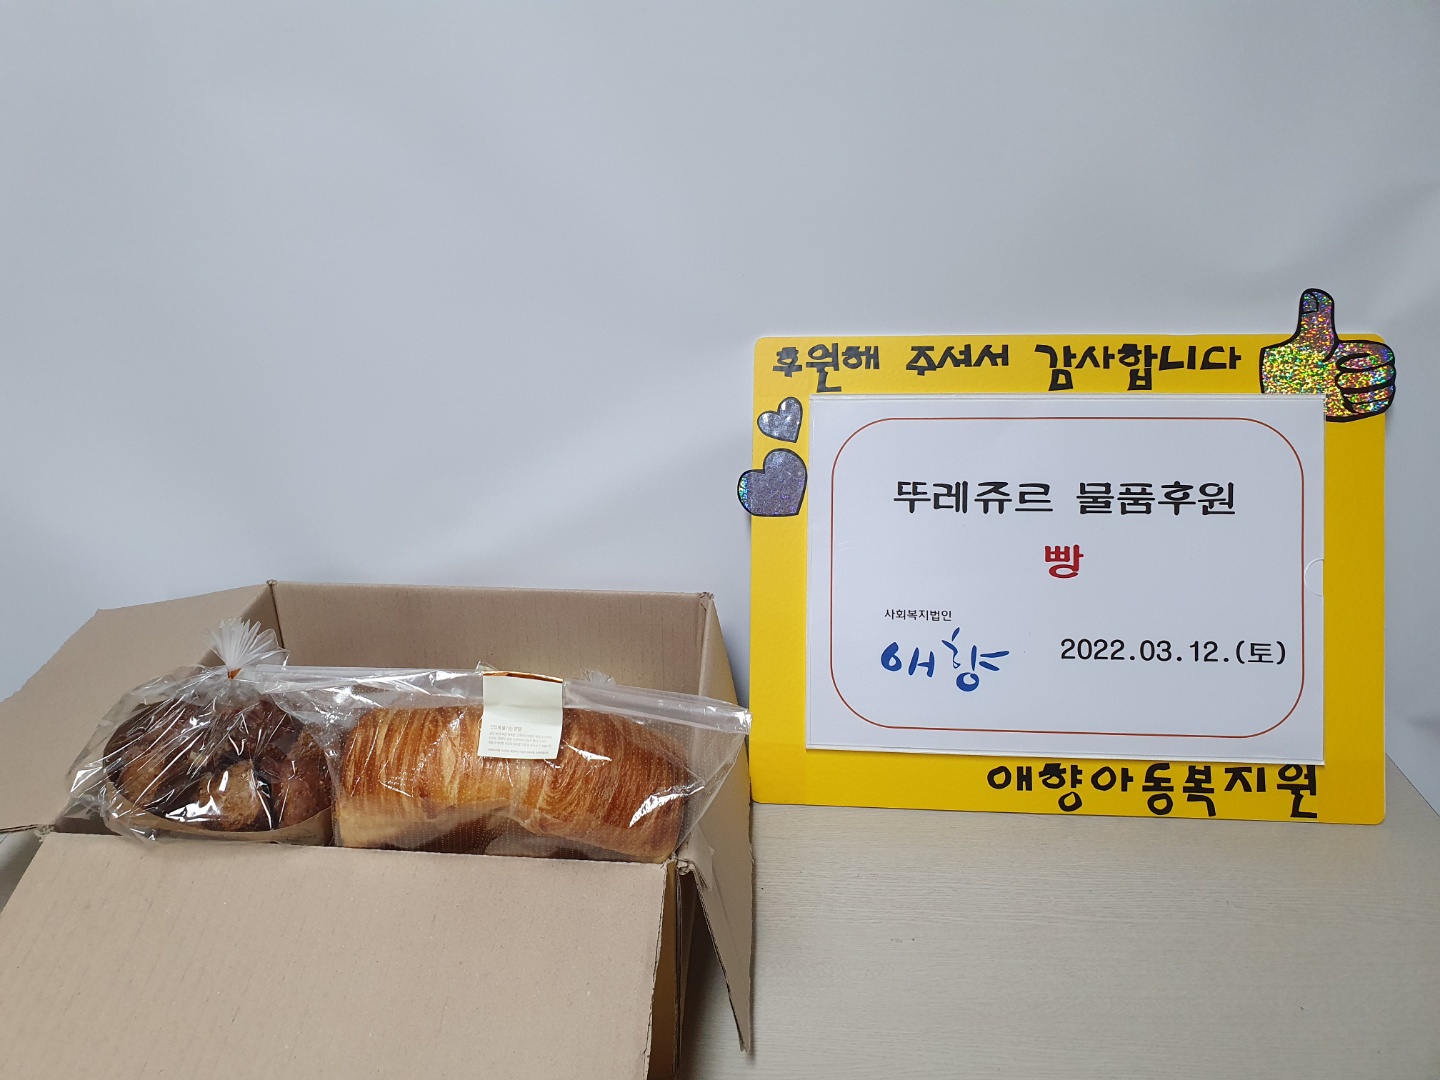 후원해 주셔서 감사합니다
뚜레쥬르 물품후원
빵
사회복지법인
애향
2022.03.12.(토)
애향아동복지원